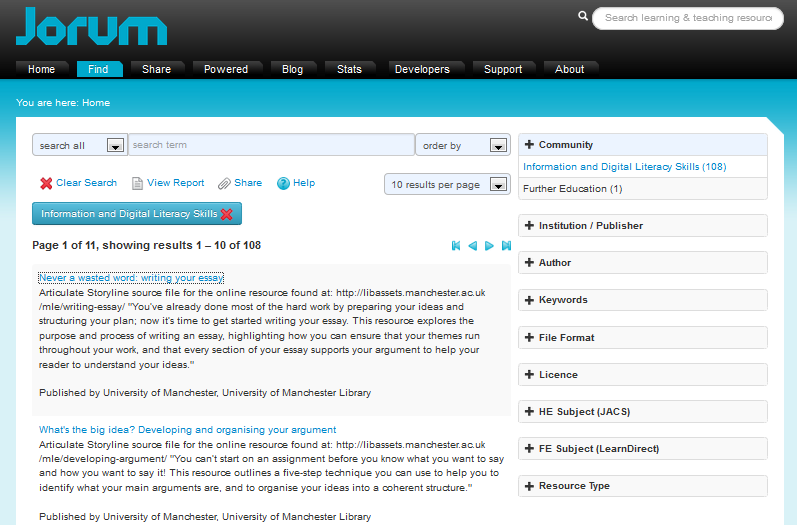 Jorum
Search learning & teaching resourc
Home Find Share Powered Blog Stats Developers Support About
You are here: Home
search all search term order by
Clear Search View Report Share Help 10 results per page
Information and Digital Literacy Skills
Page 1 of 11, showing results 1 – 10 of 108
Never a wasted word: writing your essay
Articulate Storyline source file for the online resource found at: http://libassets.manchester.ac.uk
/mle/writing-essay/ "You've already done most of the hard work by preparing your ideas and
structuring your plan; now it's time to get started writing your essay. This resource explores the
purpose and process of writing an essay, highlighting how you can ensure that your themes run
throughout your work, and that every section of your essay supports your argument to help your
reader to understand your ideas."
Published by University of Manchester, University of Manchester Library
What's the big idea? Developing and organising your argument
Articulate Storyline source file for the online resource found at: http://libassets.manchester.ac.uk
/mle/developing-argument/ "You can't start on an assignment before you know what you want to say
and how you want to say it! This resource outlines a five-step technique you can use to help you to
identify what your main arguments are, and to organise your ideas into a coherent structure."
Published by University of Manchester, University of Manchester Library
Community
Information and Digital Literacy Skills (108)
Further Education (1)
Institution / Publisher
Author
Keywords
File Format
Licence
HE Subject (JACS)
FE Subject (LearnDirect)
Resource Type